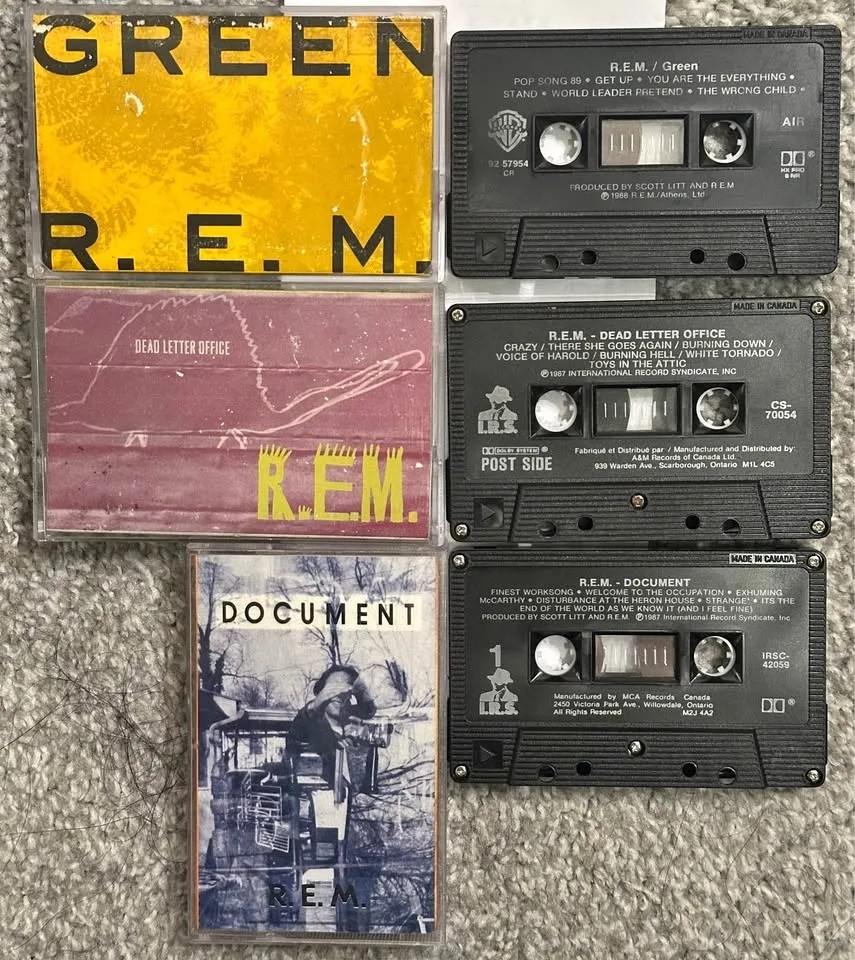 GREEN
R. E. M.
MADE IN CANADA
R.E.M. / Green
POP SONG 89 • GET UP • YOU ARE THE EVERYTHING •
STAND • WORLD LEADER PRETEND • THE WRONG CHILD •
AIR
92 57954
CR
HX PRO
B NR
PRODUCED BY SCOTT LITT AND R.E.M
℗ 1988 R.E.M./Athens, Ltd
DEAD LETTER OFFICE
R.E.M.
MADE IN CANADA
R.E.M. - DEAD LETTER OFFICE
CRAZY / THERE SHE GOES AGAIN / BURNING DOWN /
VOICE OF HAROLD / BURNING HELL / WHITE TORNADO /
TOYS IN THE ATTIC
℗1987 INTERNATIONAL RECORD SYNDICATE, INC
I.R.S.
CS-
70054
DOLBY SYSTEM ®
POST SIDE
Fabriqué et Distribué par / Manufactured and Distributed by:
A&M Records of Canada Ltd.
939 Warden Ave., Scarborough, Ontario M1L 4C5
DOCUMENT
R.E.M.
MADE IN CANADA
R.E.M. - DOCUMENT
FINEST WORKSONG • WELCOME TO THE OCCUPATION • EXHUMING
McCARTHY • DISTURBANCE AT THE HERON HOUSE • STRANGE* • ITS THE
END OF THE WORLD AS WE KNOW IT (AND I FEEL FINE)
PRODUCED BY SCOTT LITT AND R.E.M. ℗1987 International Record Syndicate, Inc
1
I.R.S.
IRSC-
42059
Manufactured by MCA Records Canada
2450 Victoria Park Ave., Willowdale, Ontario
All Rights Reserved M2J 4A2